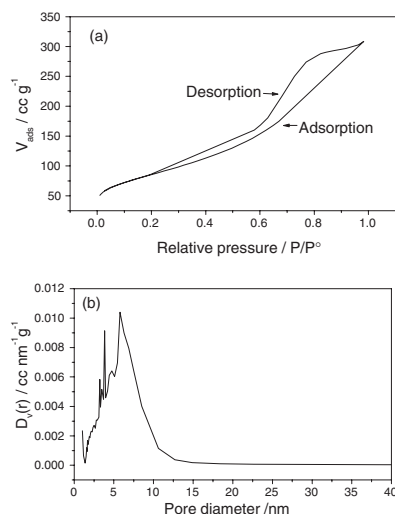 (a)
350
300
250
200
150
100
50
V_ads / cc g⁻¹
Desorption
Adsorption
0.0 0.2 0.4 0.6 0.8 1.0
Relative pressure / P/P°
(b)
0.012
0.010
0.008
0.006
0.004
0.002
0.000
D_v(r) / cc nm⁻¹g⁻¹
0 5 10 15 20 25 30 35 40
Pore diameter /nm